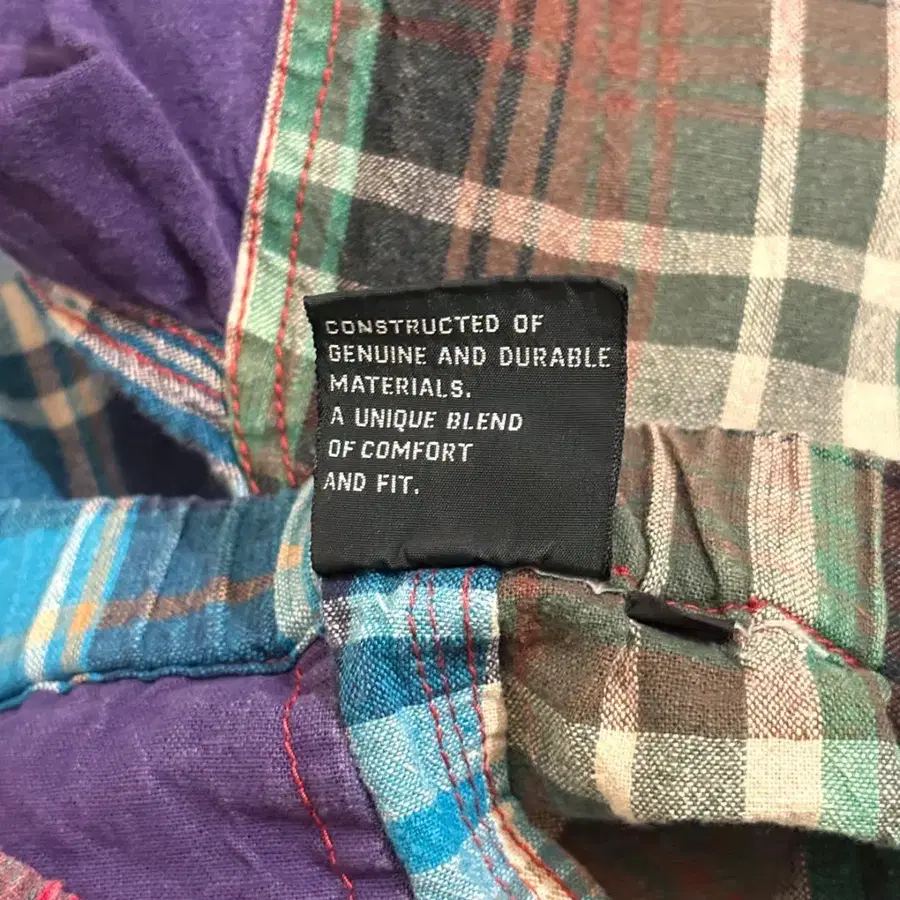 CONSTRUCTED OF
GENUINE AND DURABLE
MATERIALS.
A UNIQUE BLEND
OF COMFORT
AND FIT.